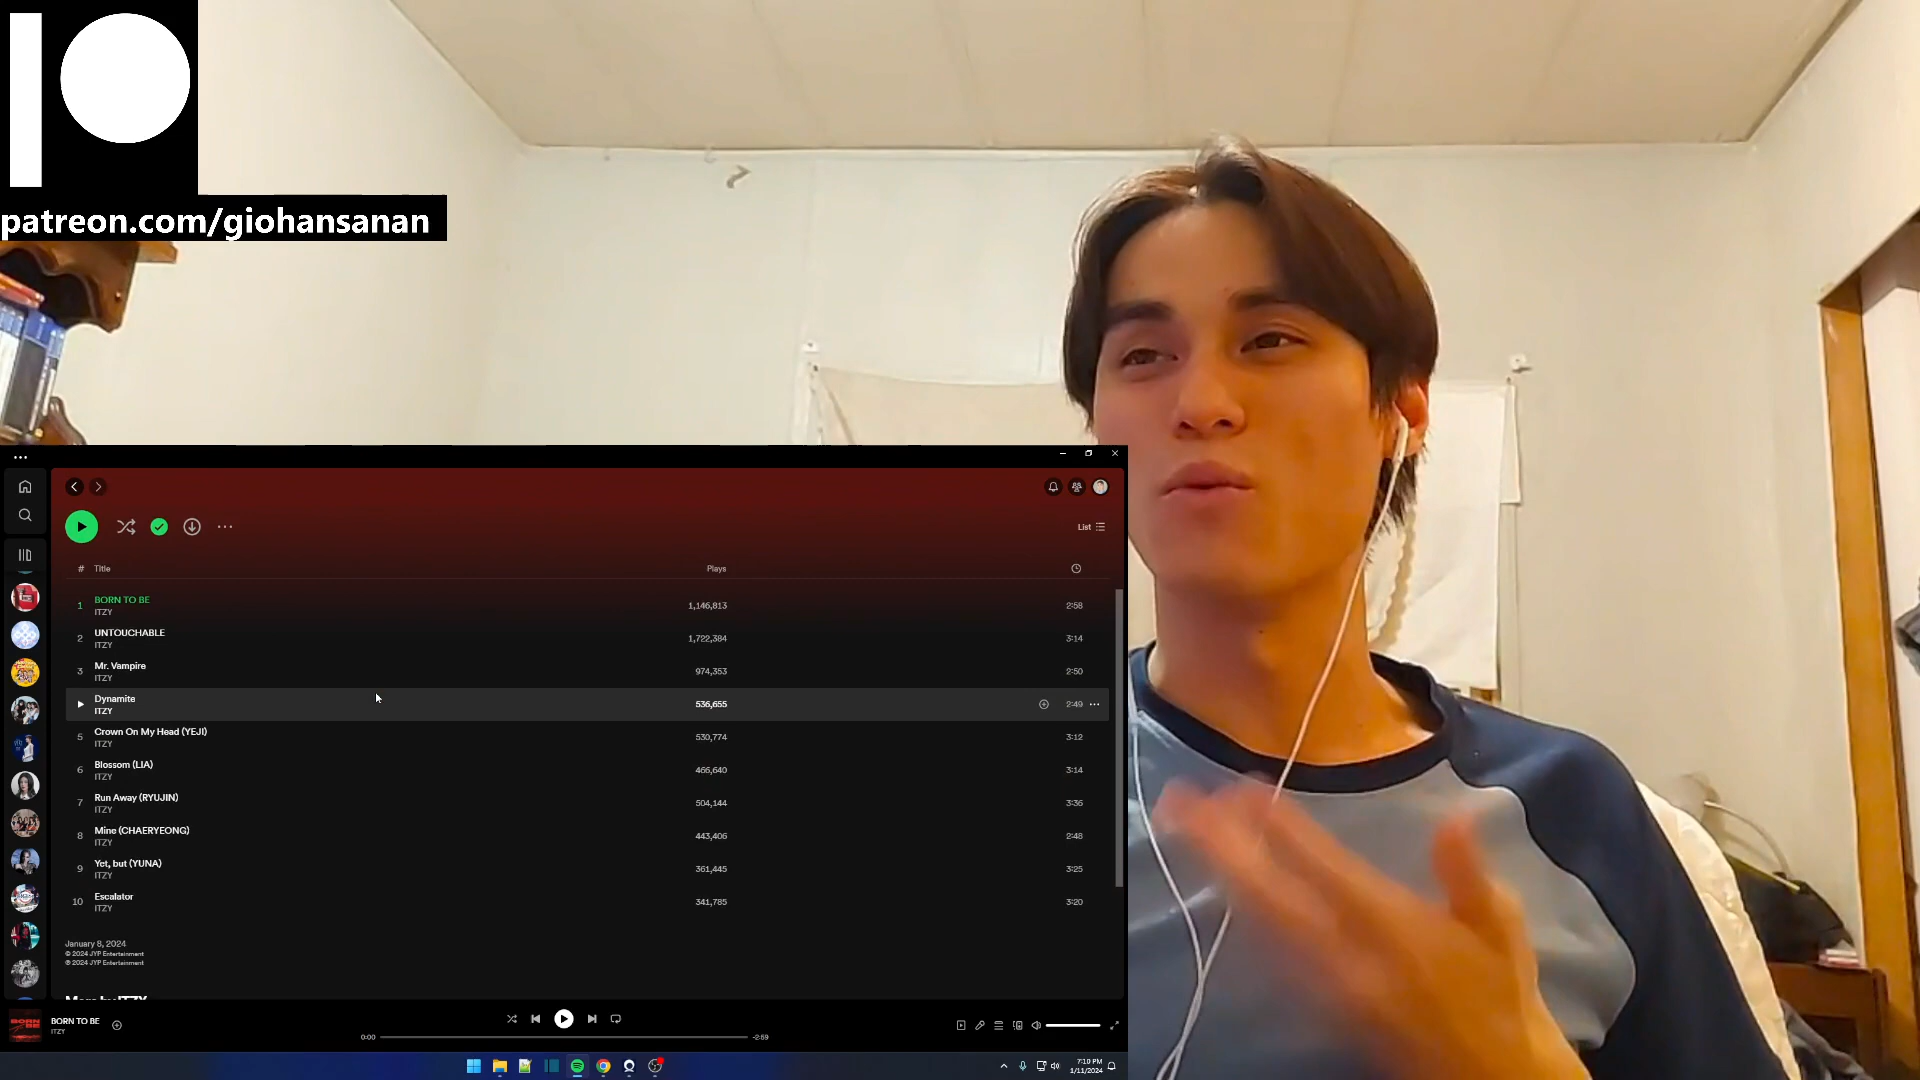 patreon.com/giohansanan
List
# Title Plays
1 BORN TO BE 1,146,813 2:58
ITZY
2 UNTOUCHABLE 1,722,384 3:14
ITZY
3 Mr. Vampire 974,353 2:50
ITZY
Dynamite 536,655 2:49
ITZY
5 Crown On My Head (YEJI) 530,774 3:12
ITZY
6 Blossom (LIA) 466,640 3:14
ITZY
7 Run Away (RYUJIN) 504,144 3:36
ITZY
8 Mine (CHAERYEONG) 443,406 2:48
ITZY
9 Yet, but (YUNA) 361,445 3:25
ITZY
10 Escalator 341,785 3:20
ITZY
January 8, 2024
© 2024 JYP Entertainment
℗ 2024 JYP Entertainment
More by ITZY
BORN TO BE
ITZY
0:00 -2:59
7:10 PM
1/11/2024